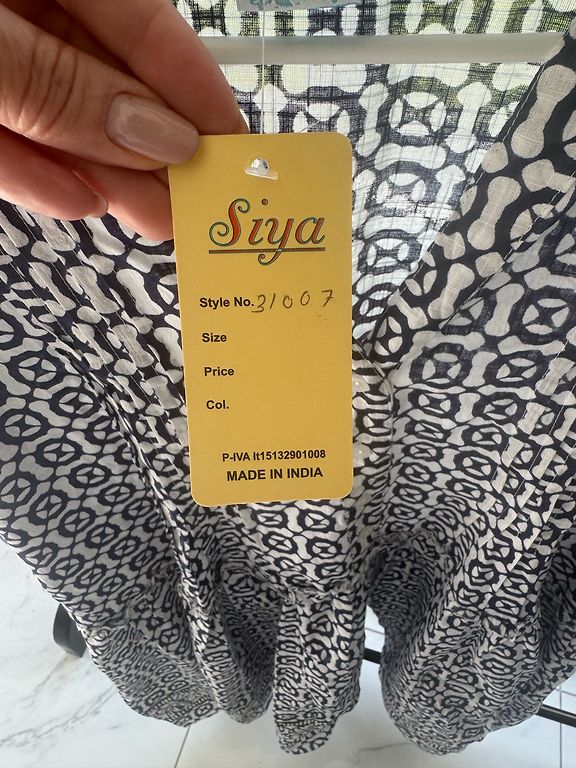 Siya
Style No. 31007
Size
Price
Col.
P-IVA It15132901008
MADE IN INDIA